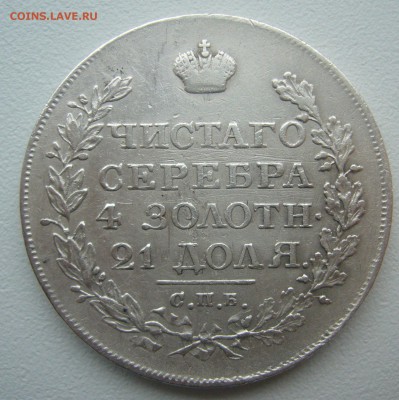 COINS.LAVE.RU
ЧИСТАГО
СЕРЕБРА
4 ЗОЛОТН.
21 ДОЛЯ.
С.П.Б.